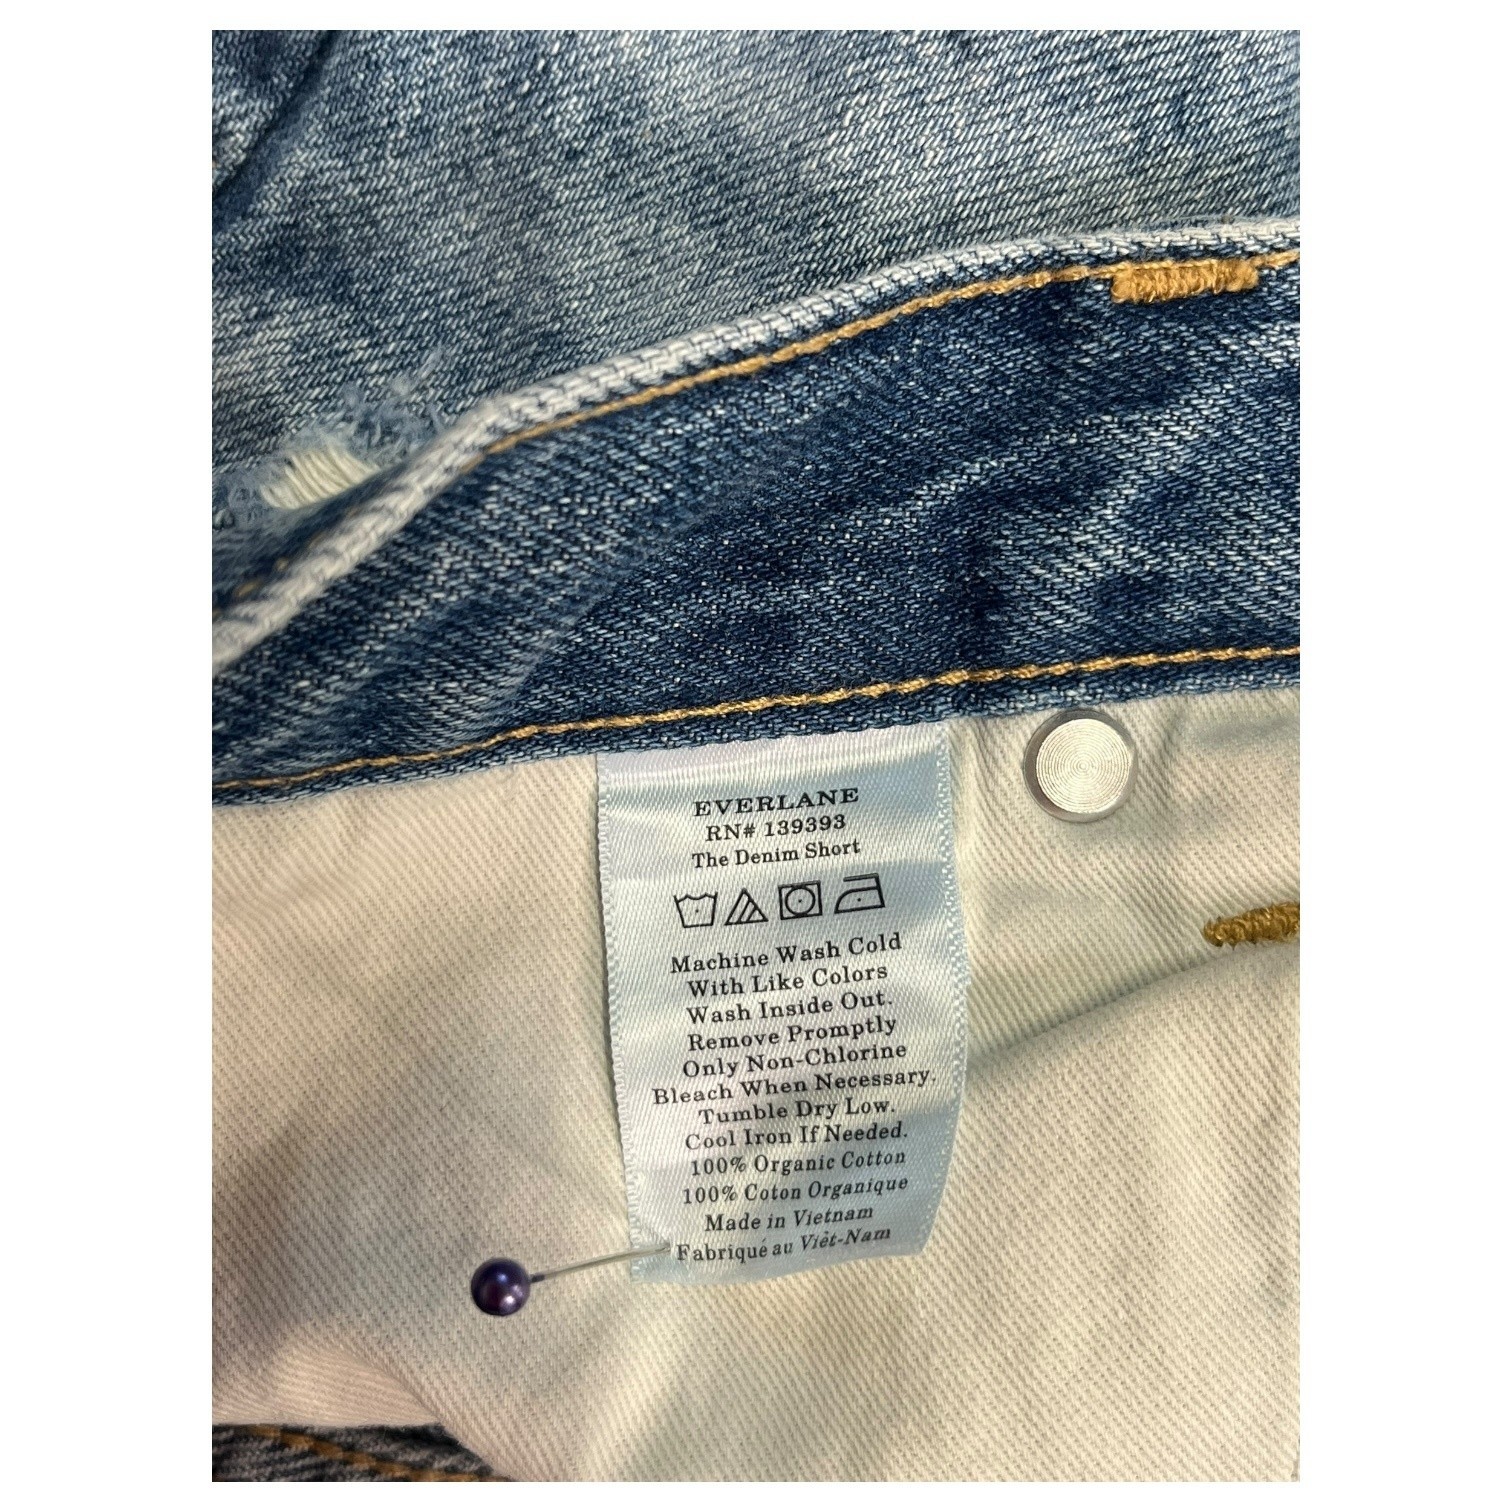 EVERLANE
RN# 139393
The Denim Short
Machine Wash Cold
With Like Colors
Wash Inside Out.
Remove Promptly
Only Non-Chlorine
Bleach When Necessary.
Tumble Dry Low.
Cool Iron If Needed.
100% Organic Cotton
100% Coton Organique
Made in Vietnam
Fabriqué au Viêt-Nam